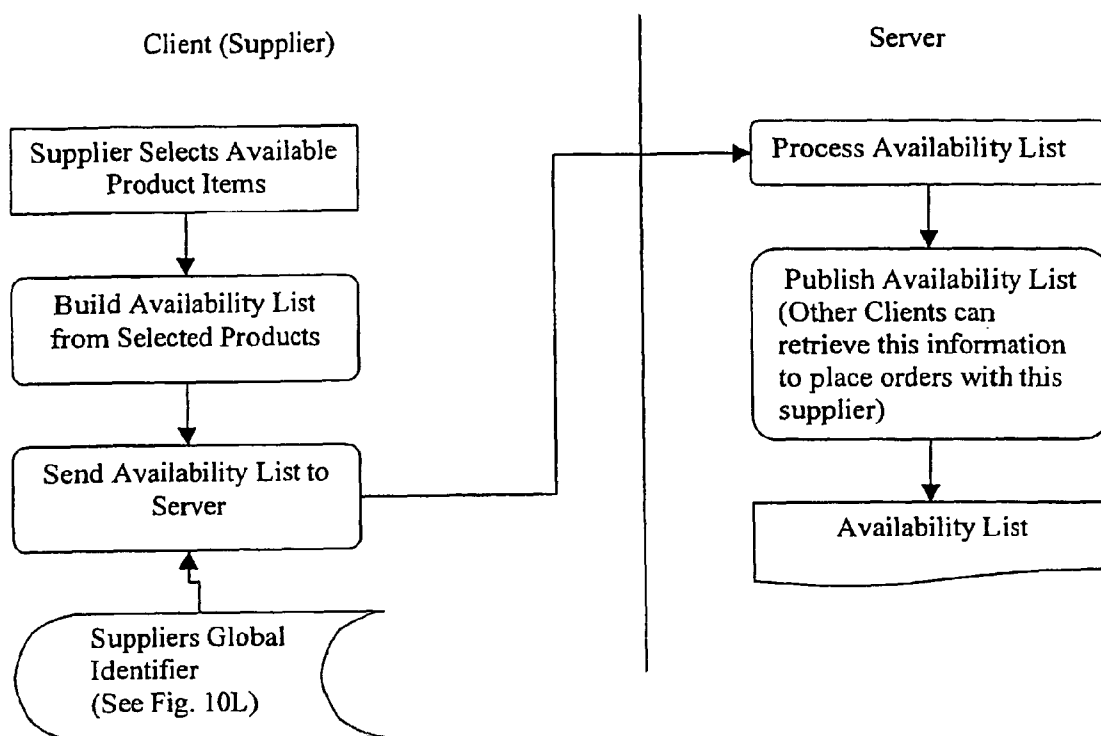 Client (Supplier)
Server
Supplier Selects Available
Product Items
Build Availability List
from Selected Products
Send Availability List to
Server
Suppliers Global
Identifier
(See Fig. 10L)
Process Availability List
Publish Availability List
(Other Clients can
retrieve this information
to place orders with this
supplier)
Availability List